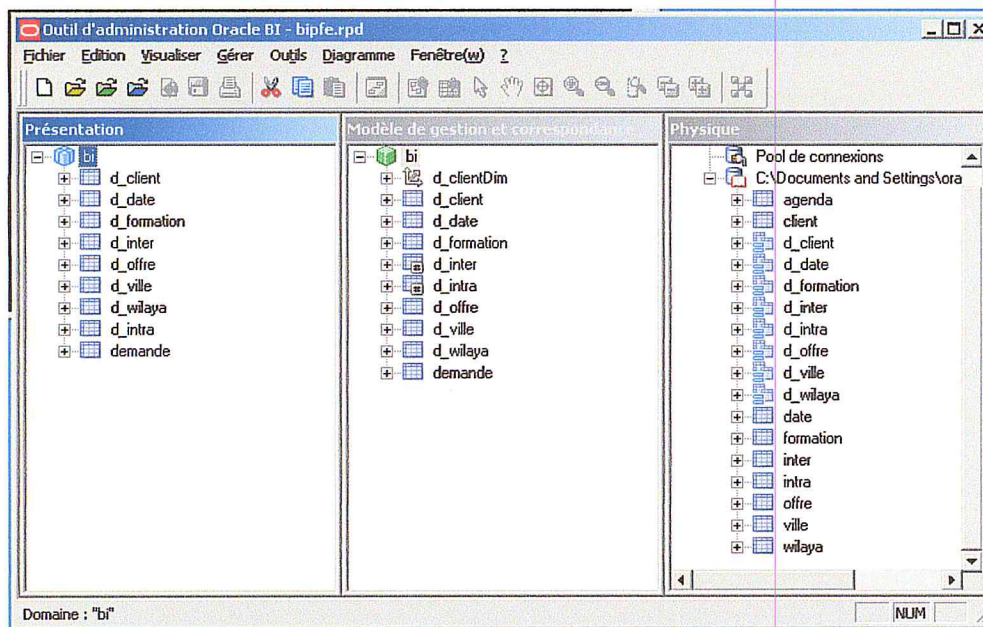 Outil d'administration Oracle BI - bipfe.rpd
Fichier Edition Visualiser Gérer Outils Diagramme Fenêtre(w) ?
Présentation
bi
d_client
d_date
d_formation
d_inter
d_offre
d_ville
d_wilaya
d_intra
demande
Modèle de gestion et correspondance
bi
d_clientDim
d_client
d_date
d_formation
d_inter
d_intra
d_offre
d_ville
d_wilaya
demande
Physique
Pool de connexions
C:\Documents and Settings\ora
agenda
client
d_client
d_date
d_formation
d_inter
d_intra
d_offre
d_ville
d_wilaya
date
formation
inter
intra
offre
ville
wilaya
Domaine : "bi"
NUM